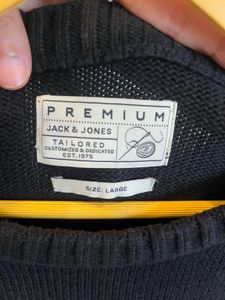 PREMIUM
JACK & JONES
TAILORED
CUSTOMIZED & DEDICATED
EST. 1975
SIZE: LARGE